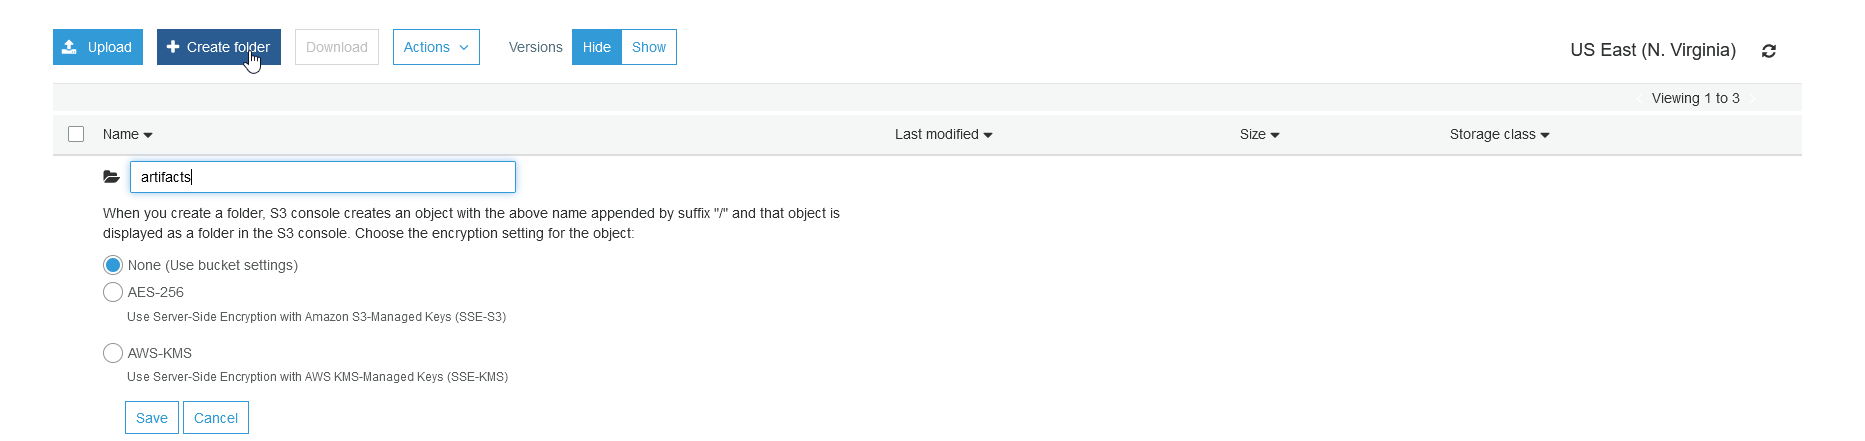 Upload Create folder Download Actions Versions Hide Show US East (N. Virginia)
Viewing 1 to 3
Name Last modified Size Storage class
artifacts
When you create a folder, S3 console creates an object with the above name appended by suffix "/" and that object is
displayed as a folder in the S3 console. Choose the encryption setting for the object:
None (Use bucket settings)
AES-256
Use Server-Side Encryption with Amazon S3-Managed Keys (SSE-S3)
AWS-KMS
Use Server-Side Encryption with AWS KMS-Managed Keys (SSE-KMS)
Save Cancel